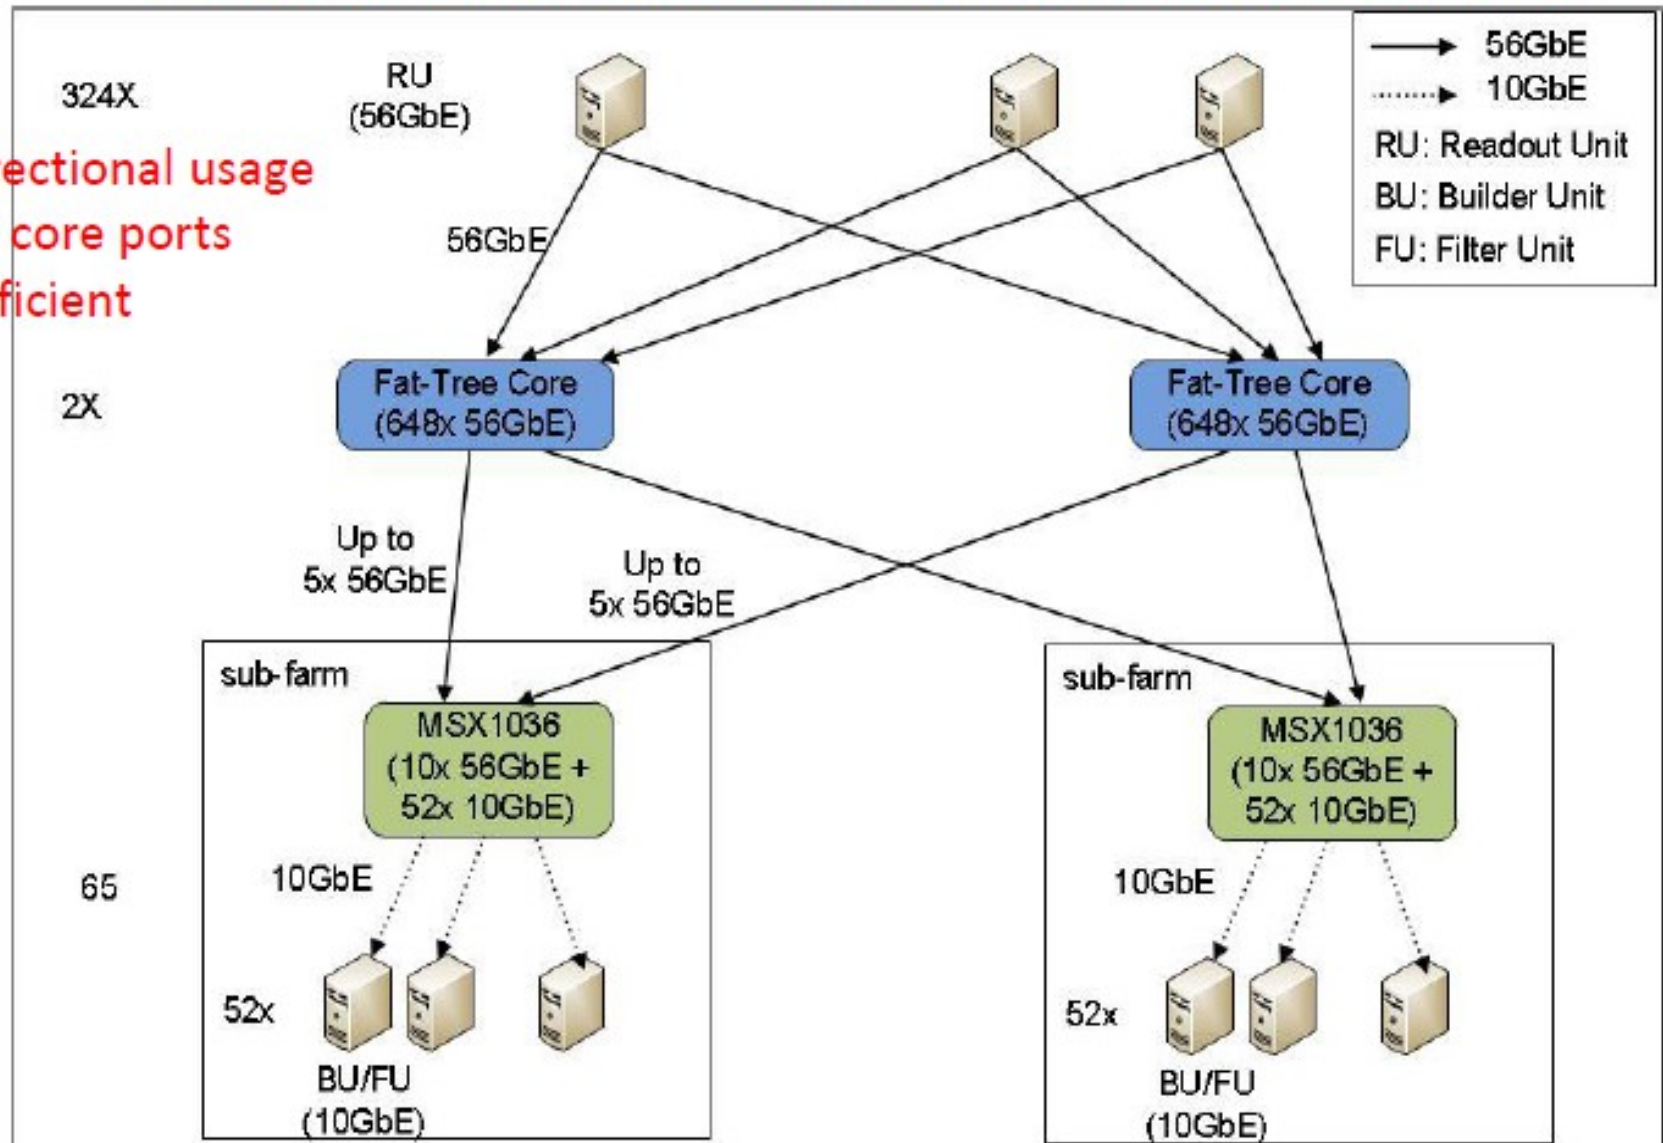 324X
RU
(56GbE)
56GbE
10GbE
RU: Readout Unit
BU: Builder Unit
FU: Filter Unit
usage
core ports
56GbE
2X
Fat-Tree Core
(648x 56GbE)
Fat-Tree Core
(648x 56GbE)
Up to
5x 56GbE
Up to
5x 56GbE
sub-farm
MSX1036
(10x 56GbE +
52x 10GbE)
sub-farm
MSX1036
(10x 56GbE +
52x 10GbE)
65
10GbE
10GbE
52x
BU/FU
(10GbE)
52x
BU/FU
(10GbE)